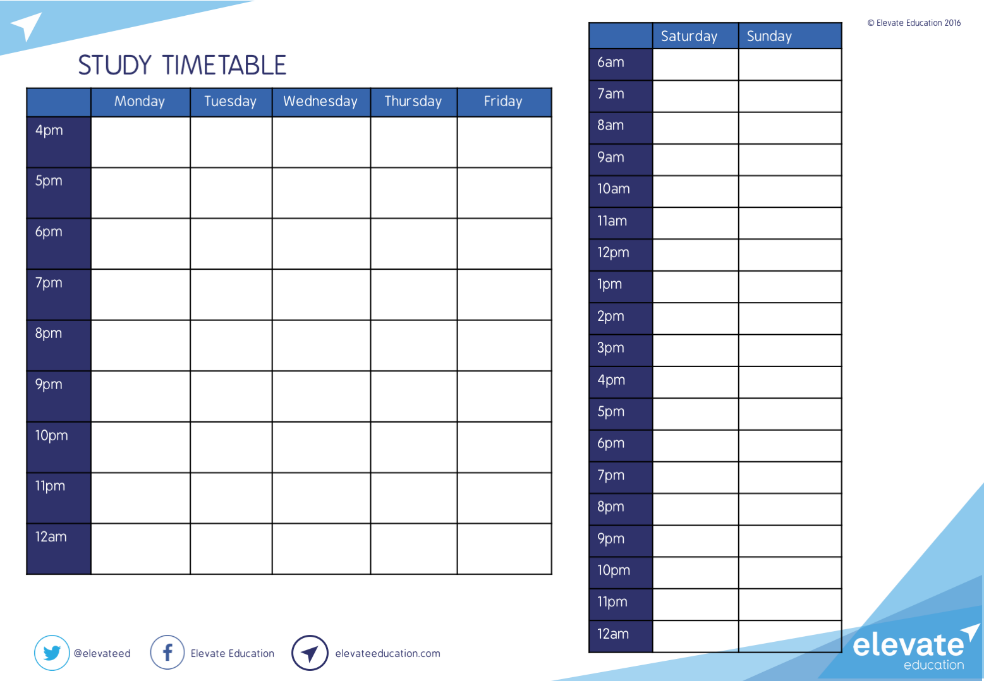 STUDY TIMETABLE
Monday Tuesday Wednesday Thursday Friday
4pm
5pm
6pm
7pm
8pm
9pm
10pm
11pm
12am
@elevateed Elevate Education elevateeducation.com
Saturday Sunday
6am
7am
8am
9am
10am
11am
12pm
1pm
2pm
3pm
4pm
5pm
6pm
7pm
8pm
9pm
10pm
11pm
12am
© Elevate Education 2016
elevate
education